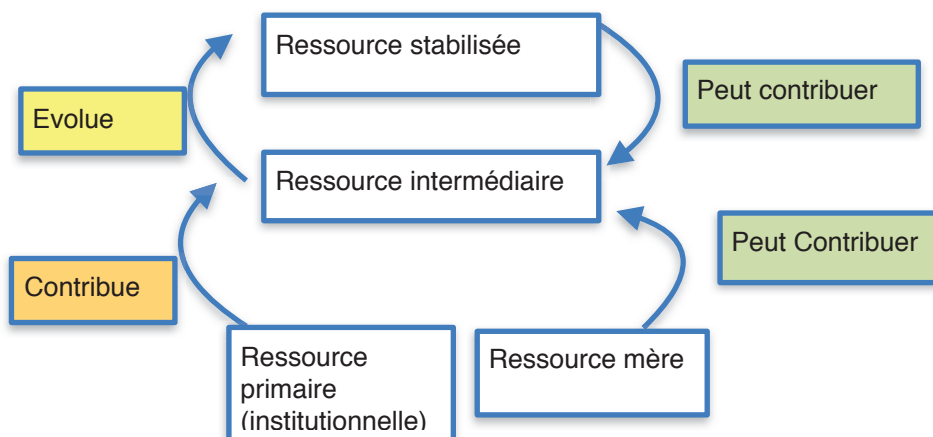 Ressource stabilisée
Peut contribuer
Evolue
Ressource intermédiaire
Peut Contribuer
Contribue
Ressource
primaire
(institutionnelle)
Ressource mère